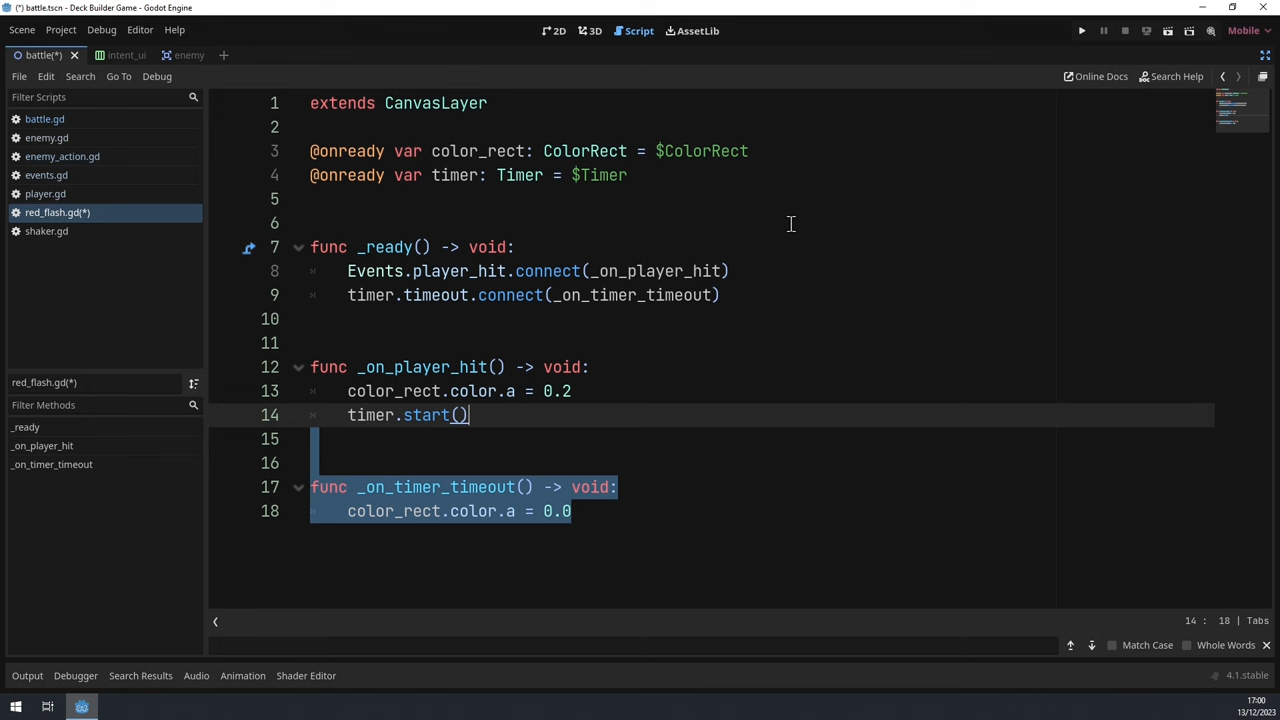 (*) battle.tscn - Deck Builder Game - Godot Engine
Scene Project Debug Editor Help
2D 3D Script AssetLib
Mobile
battle(*) intent_ui enemy
File Edit Search Go To Debug
Online Docs Search Help
Filter Scripts
battle.gd
enemy.gd
enemy_action.gd
events.gd
player.gd
red_flash.gd(*)
shaker.gd
red_flash.gd(*)
Filter Methods
_ready
_on_player_hit
_on_timer_timeout
1 extends CanvasLayer
2
3 @onready var color_rect: ColorRect = $ColorRect
4 @onready var timer: Timer = $Timer
5
6
7 func _ready() -> void:
8 Events.player_hit.connect(_on_player_hit)
9 timer.timeout.connect(_on_timer_timeout)
10
11
12 func _on_player_hit() -> void:
13 color_rect.color.a = 0.2
14 timer.start()
15
16
17 func _on_timer_timeout() -> void:
18 color_rect.color.a = 0.0
14 : 18 | Tabs
Match Case Whole Words
Output Debugger Search Results Audio Animation Shader Editor
4.1.stable
17:00
13/12/2023